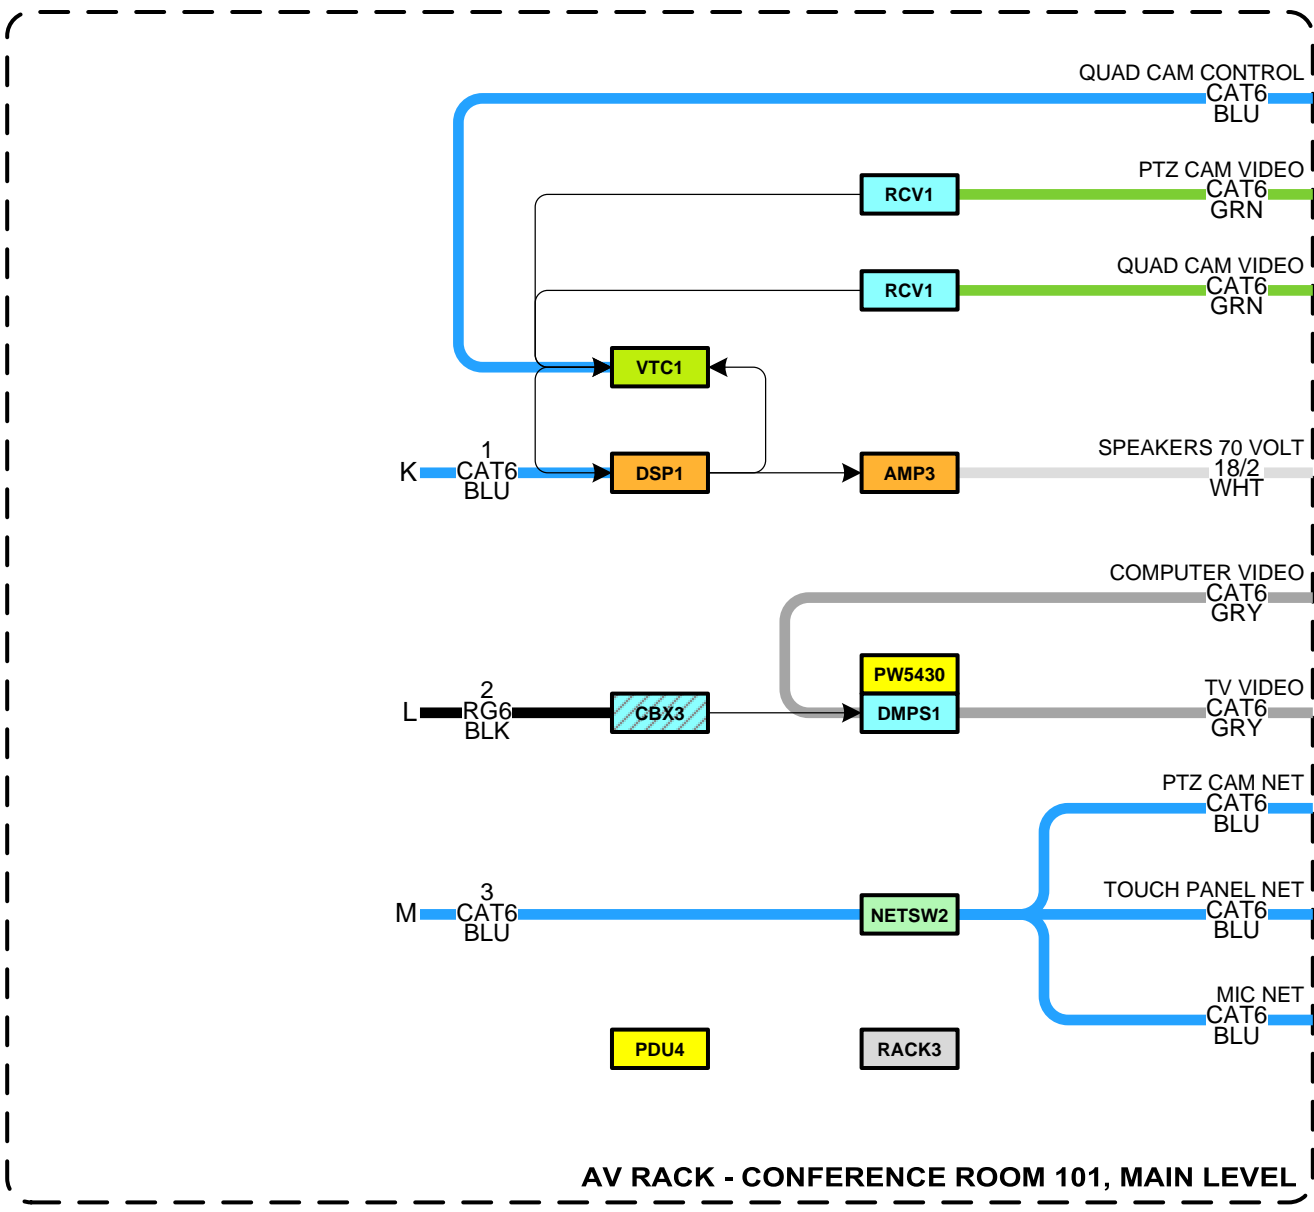 QUAD CAM CONTROL
CAT6
BLU
PTZ CAM VIDEO
CAT6
GRN
RCV1
QUAD CAM VIDEO
CAT6
GRN
RCV1
VTC1
K
1
CAT6
BLU
DSP1
AMP3
SPEAKERS 70 VOLT
18/2
WHT
COMPUTER VIDEO
CAT6
GRY
PW5430
L
2
RG6
BLK
CBX3
DMPS1
TV VIDEO
CAT6
GRY
PTZ CAM NET
CAT6
BLU
M
3
CAT6
BLU
NETSW2
TOUCH PANEL NET
CAT6
BLU
MIC NET
CAT6
BLU
PDU4
RACK3
AV RACK - CONFERENCE ROOM 101, MAIN LEVEL